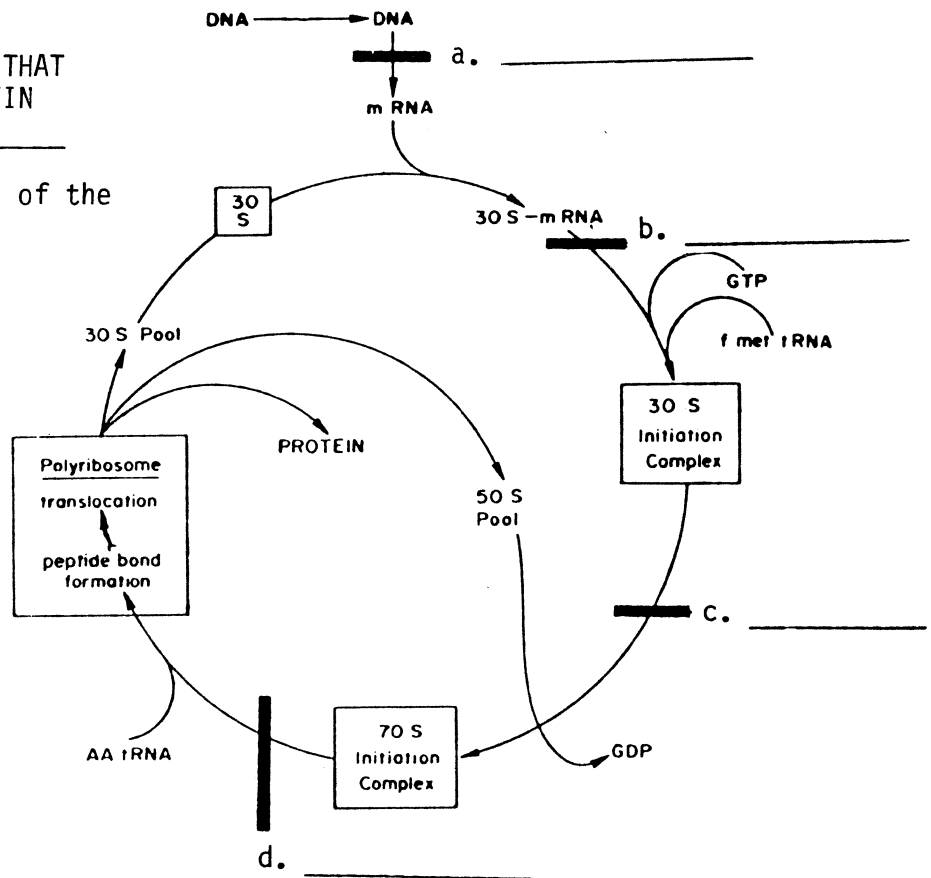 DNA DNA
THAT
a.
IN
m RNA
of the
30
S
30 S - m RNA
b.
GTP
30 S Pool
f met tRNA
30 S
Initiation
Complex
PROTEIN
Polyribosome
translocation
peptide bond
formation
50 S
Pool
c.
AA tRNA
70 S
Initiation
Complex
GDP
d.